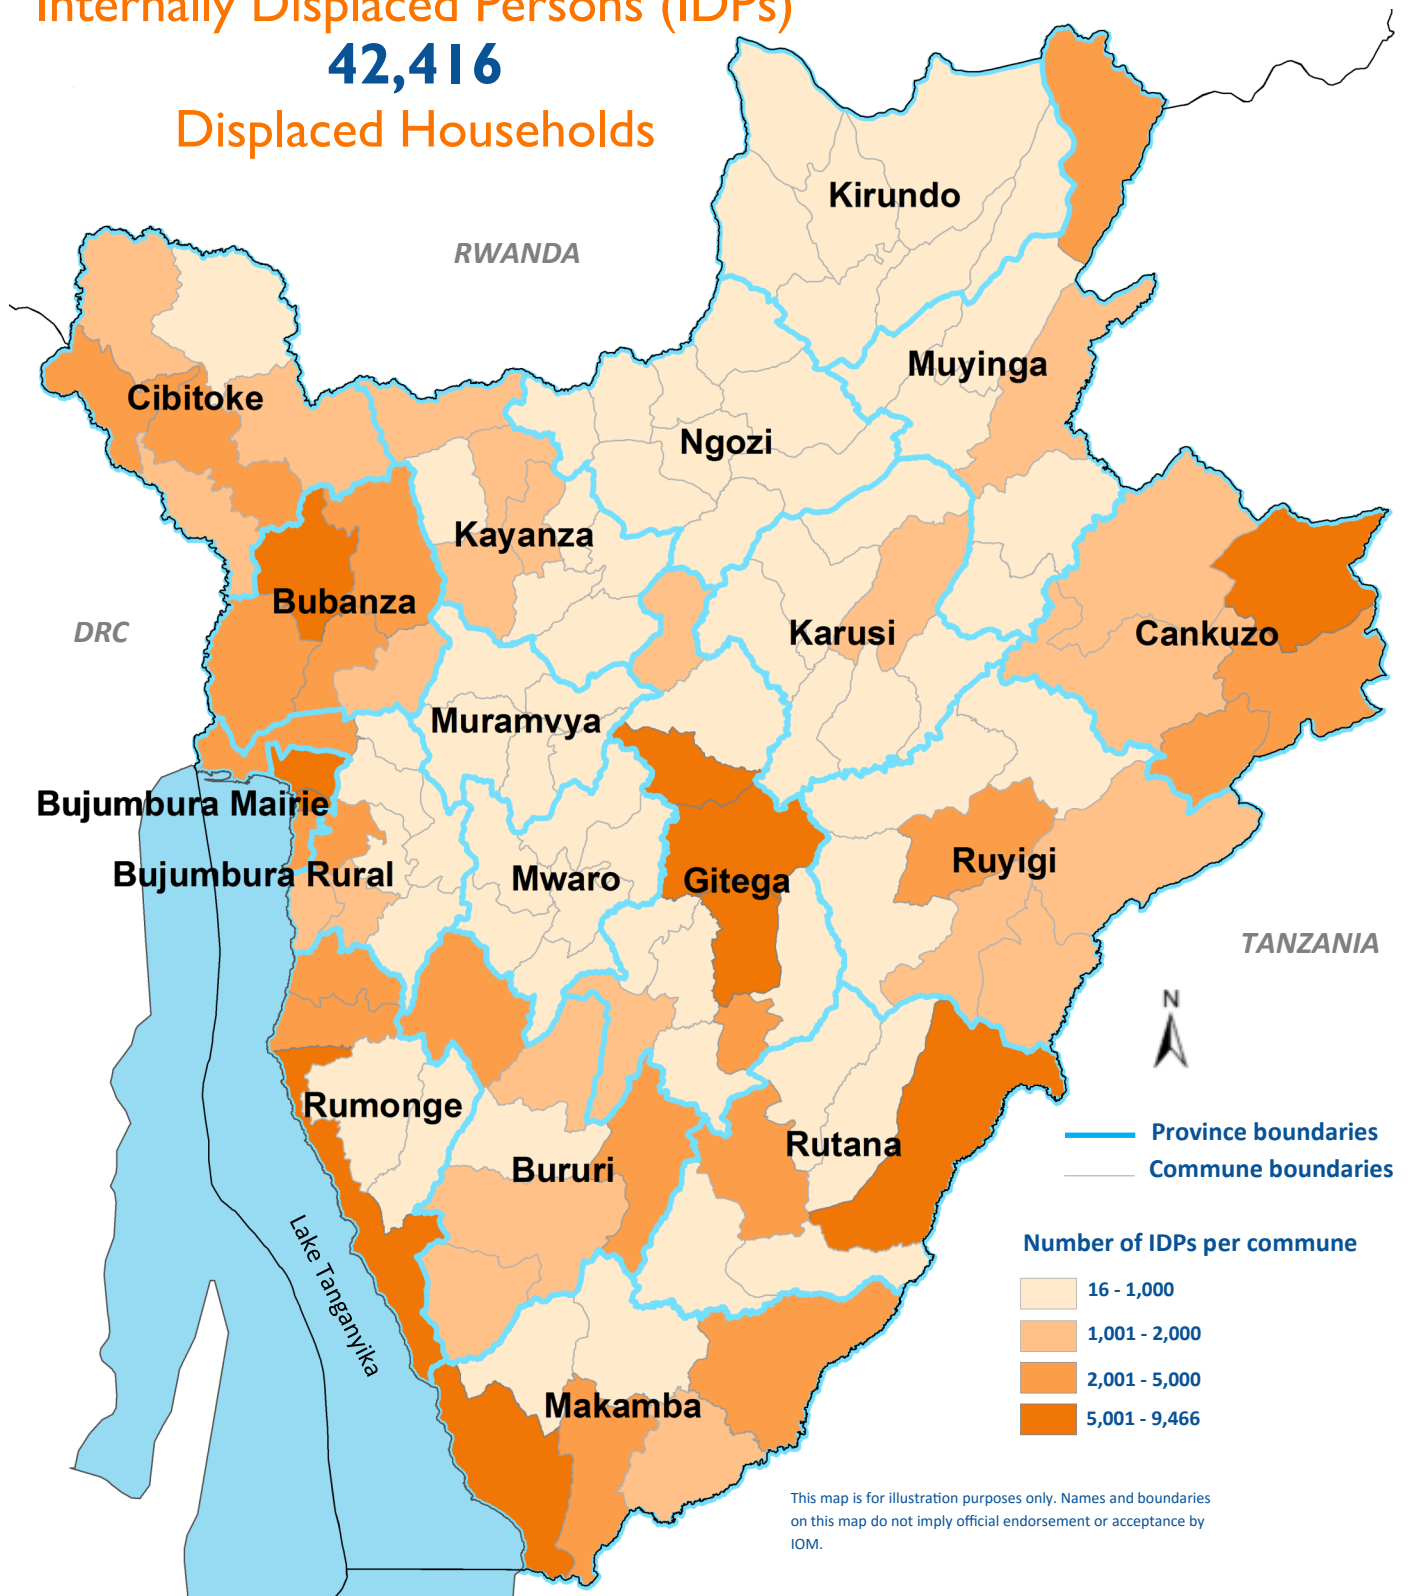 Internally Displaced Persons (IDPs)
42,416
Displaced Households
Kirundo
RWANDA
Muyinga
Cibitoke
Ngozi
Kayanza
Bubanza
DRC
Karusi
Cankuzo
Muramvya
Bujumbura Mairie
Ruyigi
Bujumbura Rural
Mwaro
Gitega
TANZANIA
N
Rumonge
Rutana
Bururi
Province boundaries
Commune boundaries
Lake Tanganyika
Number of IDPs per commune
16 - 1,000
1,001 - 2,000
2,001 - 5,000
5,001 - 9,466
Makamba
This map is for illustration purposes only. Names and boundaries
on this map do not imply official endorsement or acceptance by
IOM.